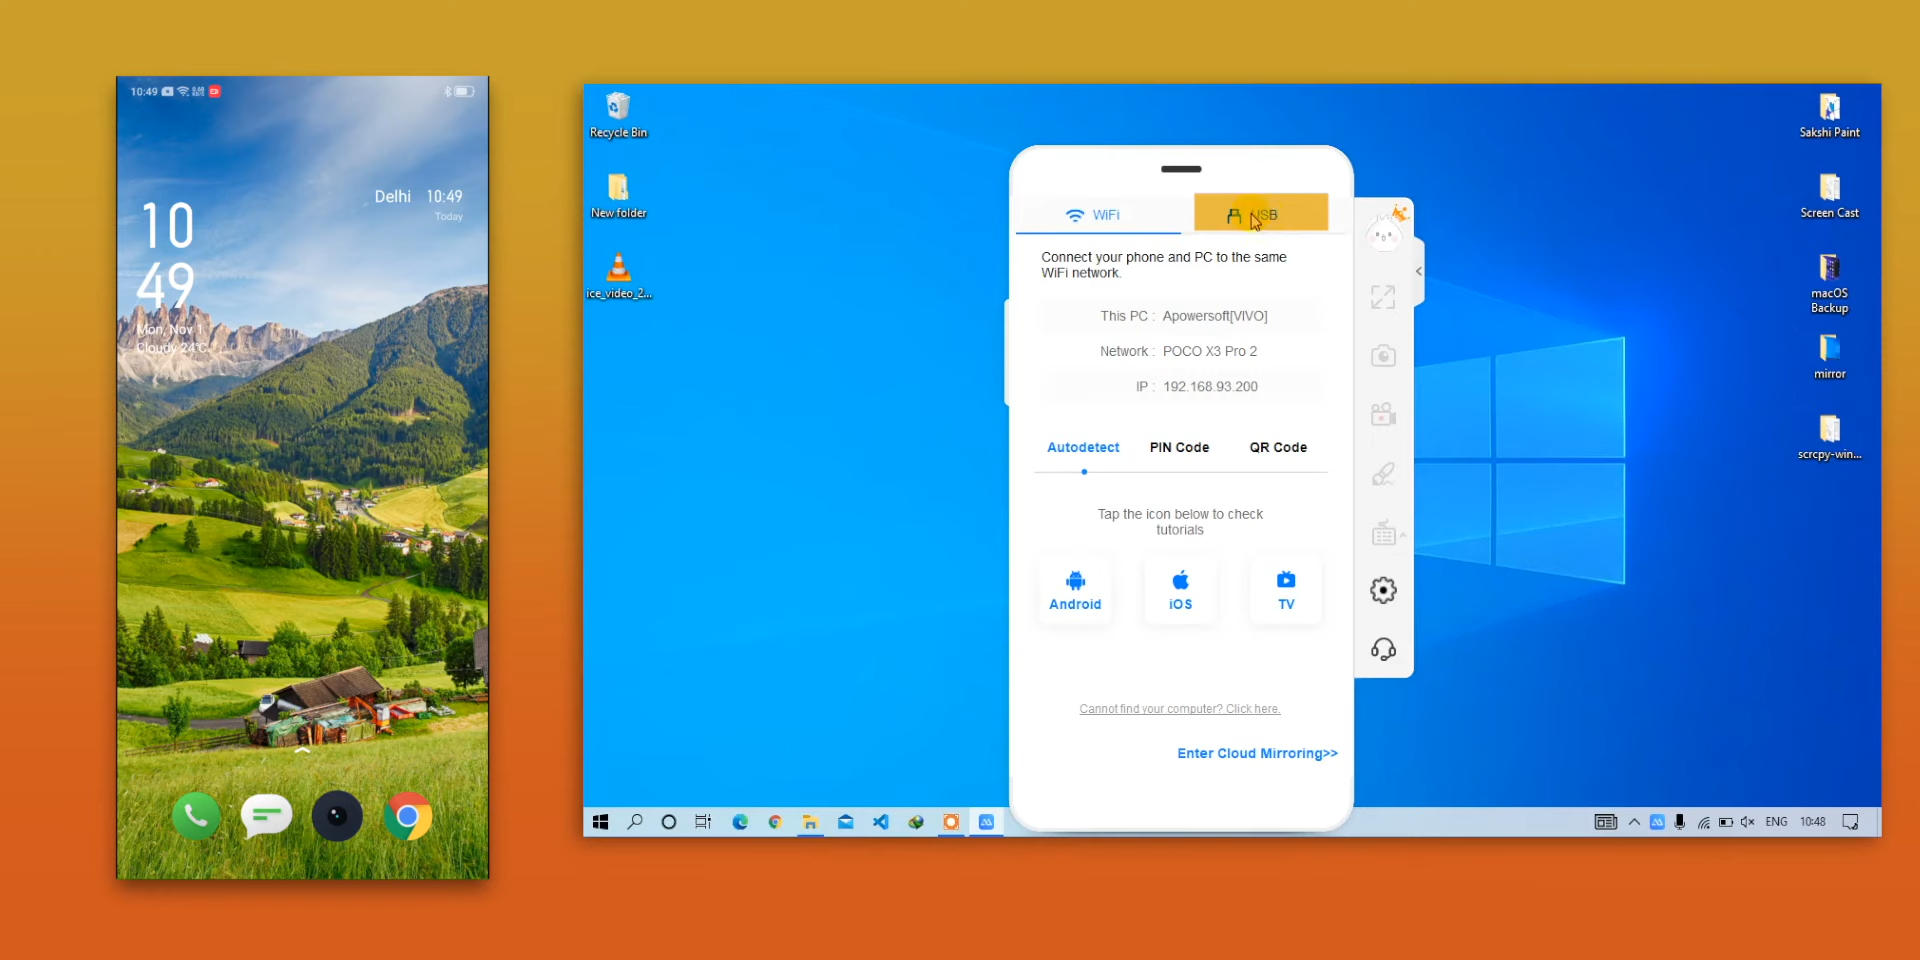 10:49
Delhi 10:49
Today
10
49
Mon, Nov 1
Cloudy 24°C
Recycle Bin
New folder
ice_video_2...
WiFi
USB
Connect your phone and PC to the same
WiFi network.
This PC : Apowersoft[VIVO]
Network : POCO X3 Pro 2
IP : 192.168.93.200
Autodetect PIN Code QR Code
Tap the icon below to check
tutorials
Android iOS TV
Cannot find your computer? Click here.
Enter Cloud Mirroring>>
Sakshi Paint
Screen Cast
macOS
Backup
mirror
scrcpy-win...
ENG 10:48